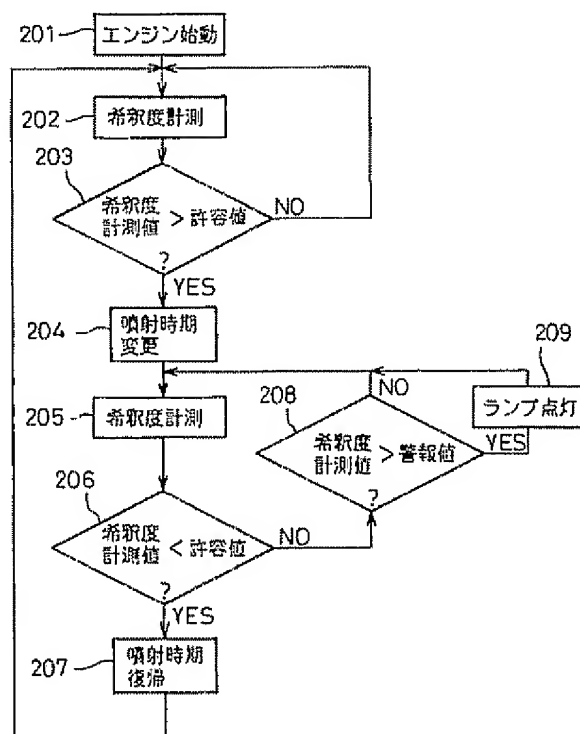 201
エンジン始動
202
希釈度計測
203
希釈度
計測値 > 許容値
?
NO
YES
204
噴射時期
変更
205
希釈度計測
206
希釈度
計測値 < 許容値
?
NO
YES
207
噴射時期
復帰
208
希釈度
計測値 > 警報値
?
NO
YES
209
ランプ点灯